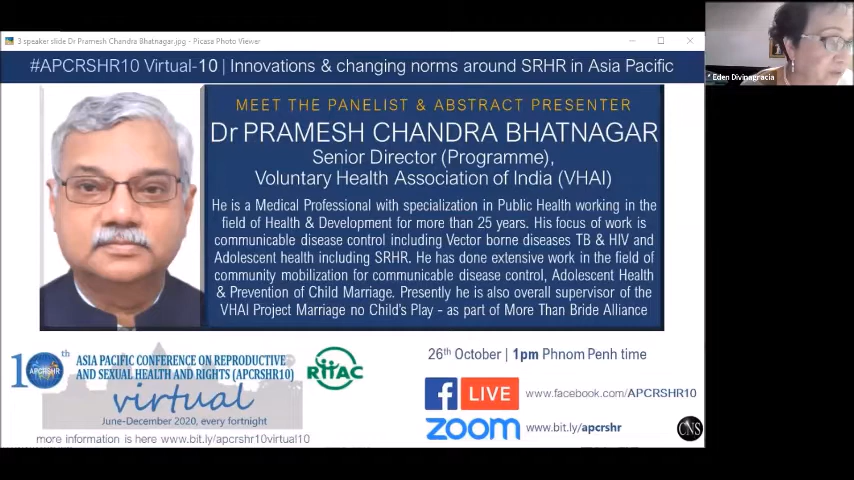 3 speaker slide Dr Pramesh Chandra Bhatnagar.jpg - Picasa Photo Viewer
* Eden Divinagracia
#APCRSHR10 Virtual-10 | Innovations & changing norms around SRHR in Asia Pacific
MEET THE PANELIST & ABSTRACT PRESENTER
Dr PRAMESH CHANDRA BHATNAGAR
Senior Director (Programme),
Voluntary Health Association of India (VHAI)
He is a Medical Professional with specialization in Public Health working in the
field of Health & Development for more than 25 years. His focus of work is
communicable disease control including Vector borne diseases TB & HIV and
Adolescent health including SRHR. He has done extensive work in the field of
community mobilization for communicable disease control, Adolescent Health
& Prevention of Child Marriage. Presently he is also overall supervisor of the
VHAI Project Marriage no Child's Play - as part of More Than Bride Alliance
10th
APCRSHR
ASIA PACIFIC CONFERENCE ON REPRODUCTIVE
AND SEXUAL HEALTH AND RIGHTS (APCRSHR10)
virtual
June-December 2020, every fortnight
more information is here www.bit.ly/apcrshr10virtual10
RHAC
26th October | 1pm Phnom Penh time
f LIVE www.facebook.com/APCRSHR10
zoom www.bit.ly/apcrshr
CNS